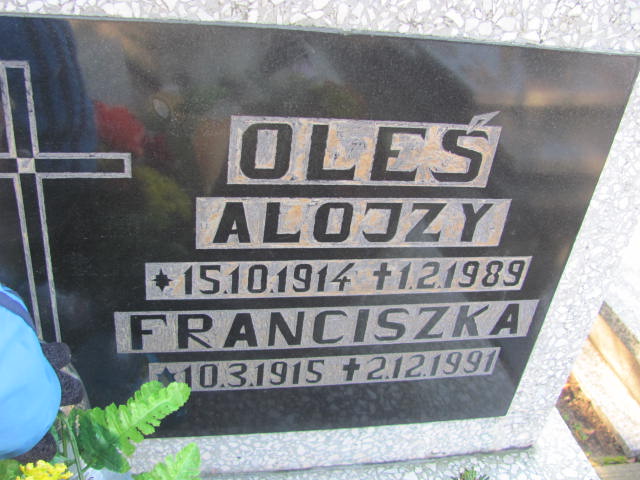 OLEŚ
ALOJZY
*15.10.1914 †1.2.1989
FRANCISZKA
*10.3.1915 †2.12.1991